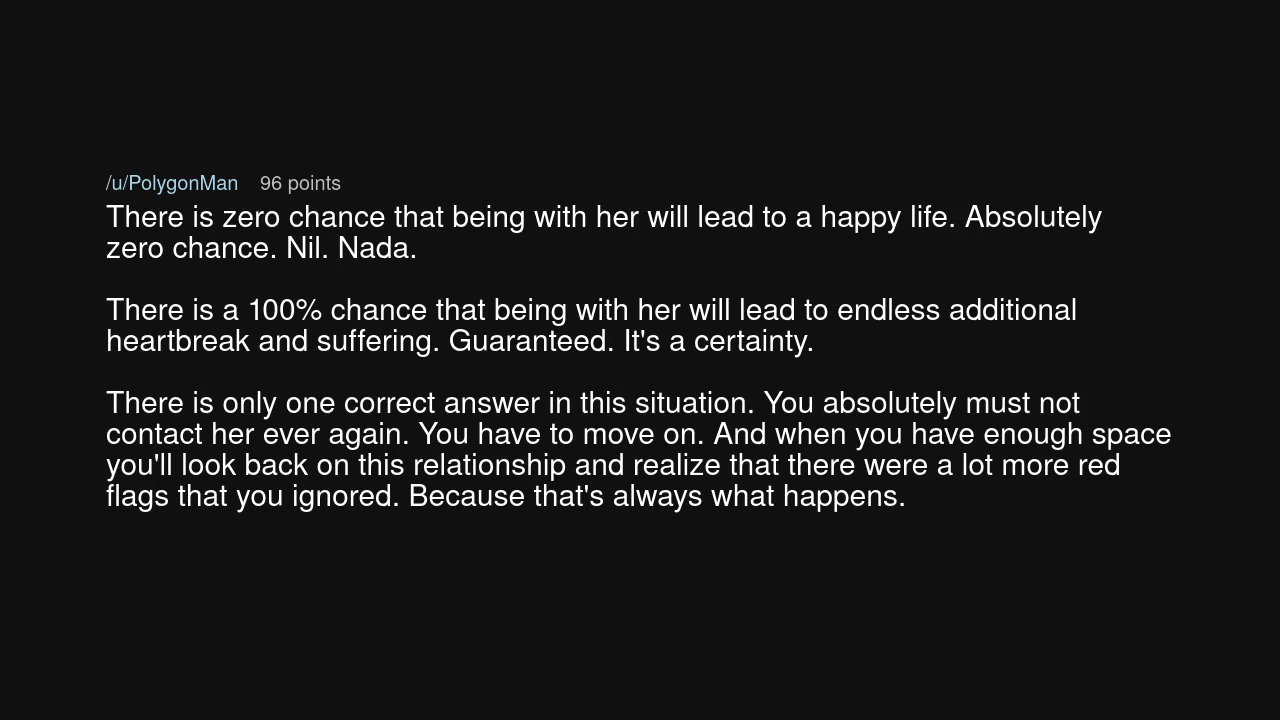 /u/PolygonMan 96 points
There is zero chance that being with her will lead to a happy life. Absolutely
zero chance. Nil. Nada.
There is a 100% chance that being with her will lead to endless additional
heartbreak and suffering. Guaranteed. It's a certainty.
There is only one correct answer in this situation. You absolutely must not
contact her ever again. You have to move on. And when you have enough space
you'll look back on this relationship and realize that there were a lot more red
flags that you ignored. Because that's always what happens.